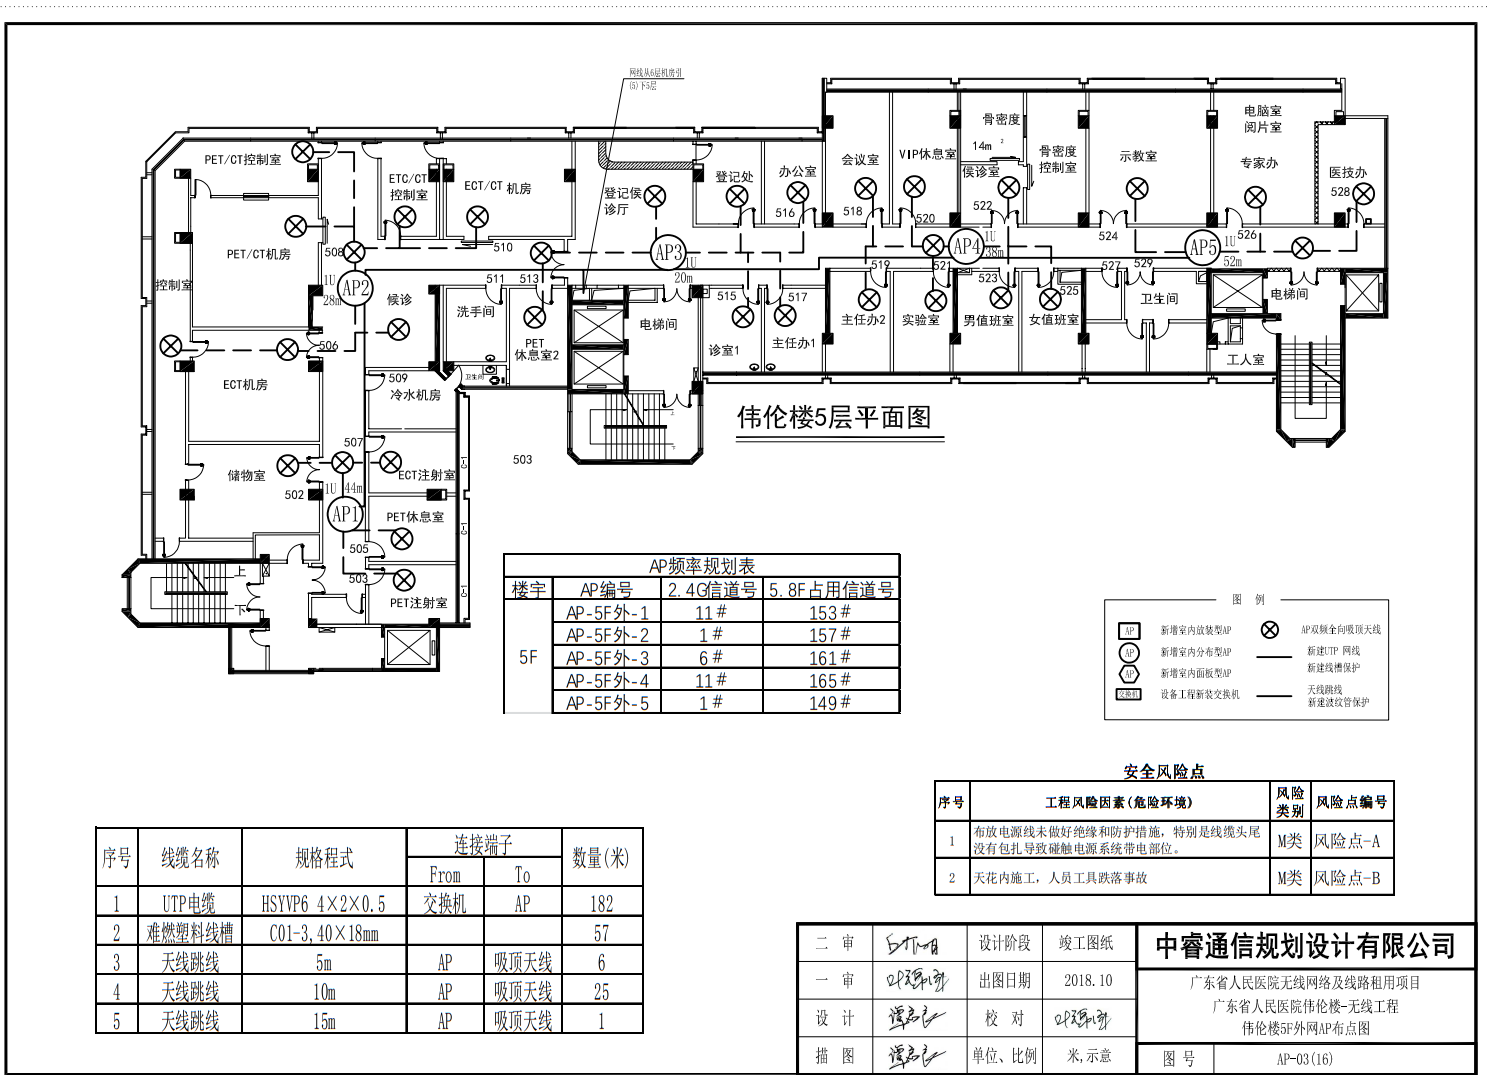 网线从6层机房引
(5)下5层
PET/CT控制室
ETC/CT
控制室
ECT/CT 机房
登记侯
诊厅
登记处
办公室
516
会议室
518
VIP休息室
520
骨密度
14m²
侯诊室
522
骨密度
控制室
示教室
524
电脑室
阅片室
专家办
526
医技办
528
PET/CT机房
508
控制室
AP2
1U
28m
候诊
510
511
513
洗手间
PET
休息室2
卫生间
AP3
1U
20m
电梯间
515
诊室1
517
主任办1
519
主任办2
521
实验室
AP4
1U
38m
523
男值班室
525
女值班室
527
529
卫生间
AP5
1U
52m
电梯间
工人室
506
ECT机房
509
冷水机房
507
储物室
502
1U 44m
AP1
ECT注射室
PET休息室
505
503
PET注射室
C-1
C-1
C-1
503
上
下
上
下
伟伦楼5层平面图
AP频率规划表
楼宇 AP编号 2.4G信道号 5.8F占用信道号
5F
AP-5F外-1 11# 153#
AP-5F外-2 1# 157#
AP-5F外-3 6# 161#
AP-5F外-4 11# 165#
AP-5F外-5 1# 149#
图 例
AP 新增室内放装型AP
AP双频全向吸顶天线
AP 新增室内分布型AP
新建UTP 网线
新建线槽保护
AP 新增室内面板型AP
交换机 设备工程新装交换机
天线跳线
新建波纹管保护
安全风险点
序号 工程风险因素(危险环境) 风险类别 风险点编号
1 布放电源线未做好绝缘和防护措施，特别是线缆头尾
没有包扎导致碰触电源系统带电部位。 M类 风险点-A
2 天花内施工，人员工具跌落事故 M类 风险点-B
序号 线缆名称 规格程式 连接端子 数量(米)
From To
1 UTP电缆 HSYVP6 4×2×0.5 交换机 AP 182
2 难燃塑料线槽 C01-3,40×18mm 57
3 天线跳线 5m AP 吸顶天线 6
4 天线跳线 10m AP 吸顶天线 25
5 天线跳线 15m AP 吸顶天线 1
二 审 设计阶段 竣工图纸
一 审 出图日期 2018.10
设 计 校 对
描 图 单位、比例 米,示意
中睿通信规划设计有限公司
广东省人民医院无线网络及线路租用项目
广东省人民医院伟伦楼-无线工程
伟伦楼5F外网AP布点图
图 号 AP-03(16)